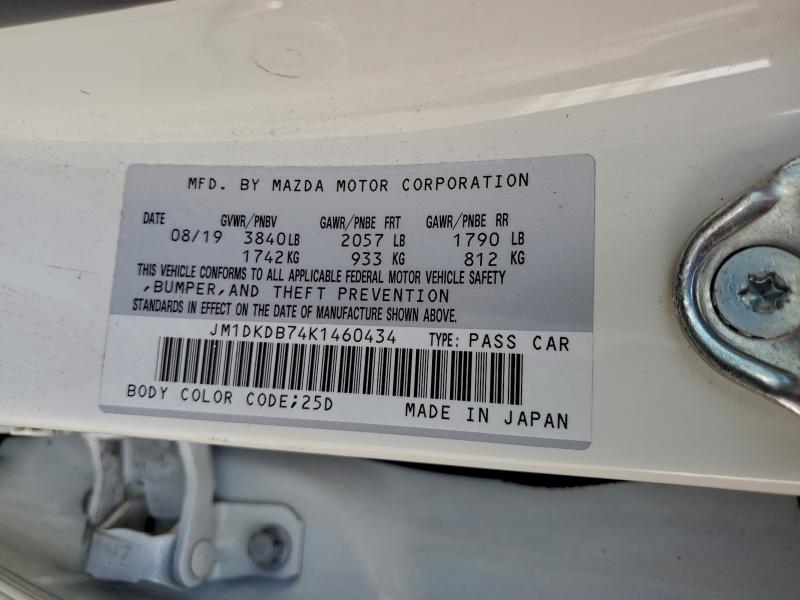 MFD. BY MAZDA MOTOR CORPORATION
DATE GVWR/PNBV GAWR/PNBE FRT GAWR/PNBE RR
08/19 3840LB 2057 LB 1790 LB
1742KG 933 KG 812 KG
THIS VEHICLE CONFORMS TO ALL APPLICABLE FEDERAL MOTOR VEHICLE SAFETY
,BUMPER,AND THEFT PREVENTION
STANDARDS IN EFFECT ON THE DATE OF MANUFACTURE SHOWN ABOVE.
JM1DKDB74K1460434 TYPE: PASS CAR
BODY COLOR CODE;25D MADE IN JAPAN